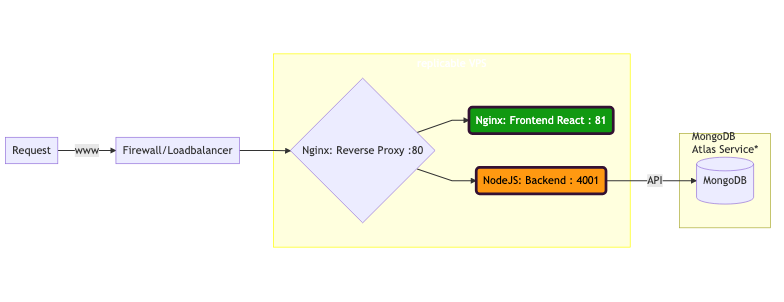 Request
www
Firewall/Loadbalancer
Nginx: Reverse Proxy :80
Nginx: Frontend React : 81
NodeJS: Backend : 4001
API
MongoDB
Atlas Service*
MongoDB